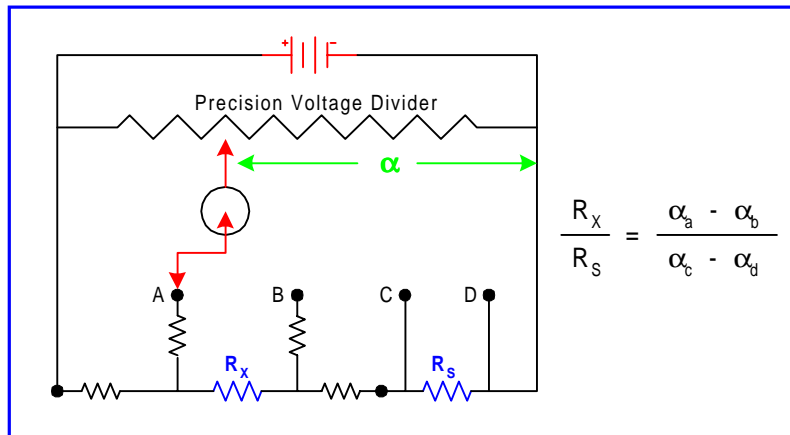 + -
Precision Voltage Divider
α
A B C D
R_X R_S
R_X / R_S = α_a - α_b / α_c - α_d